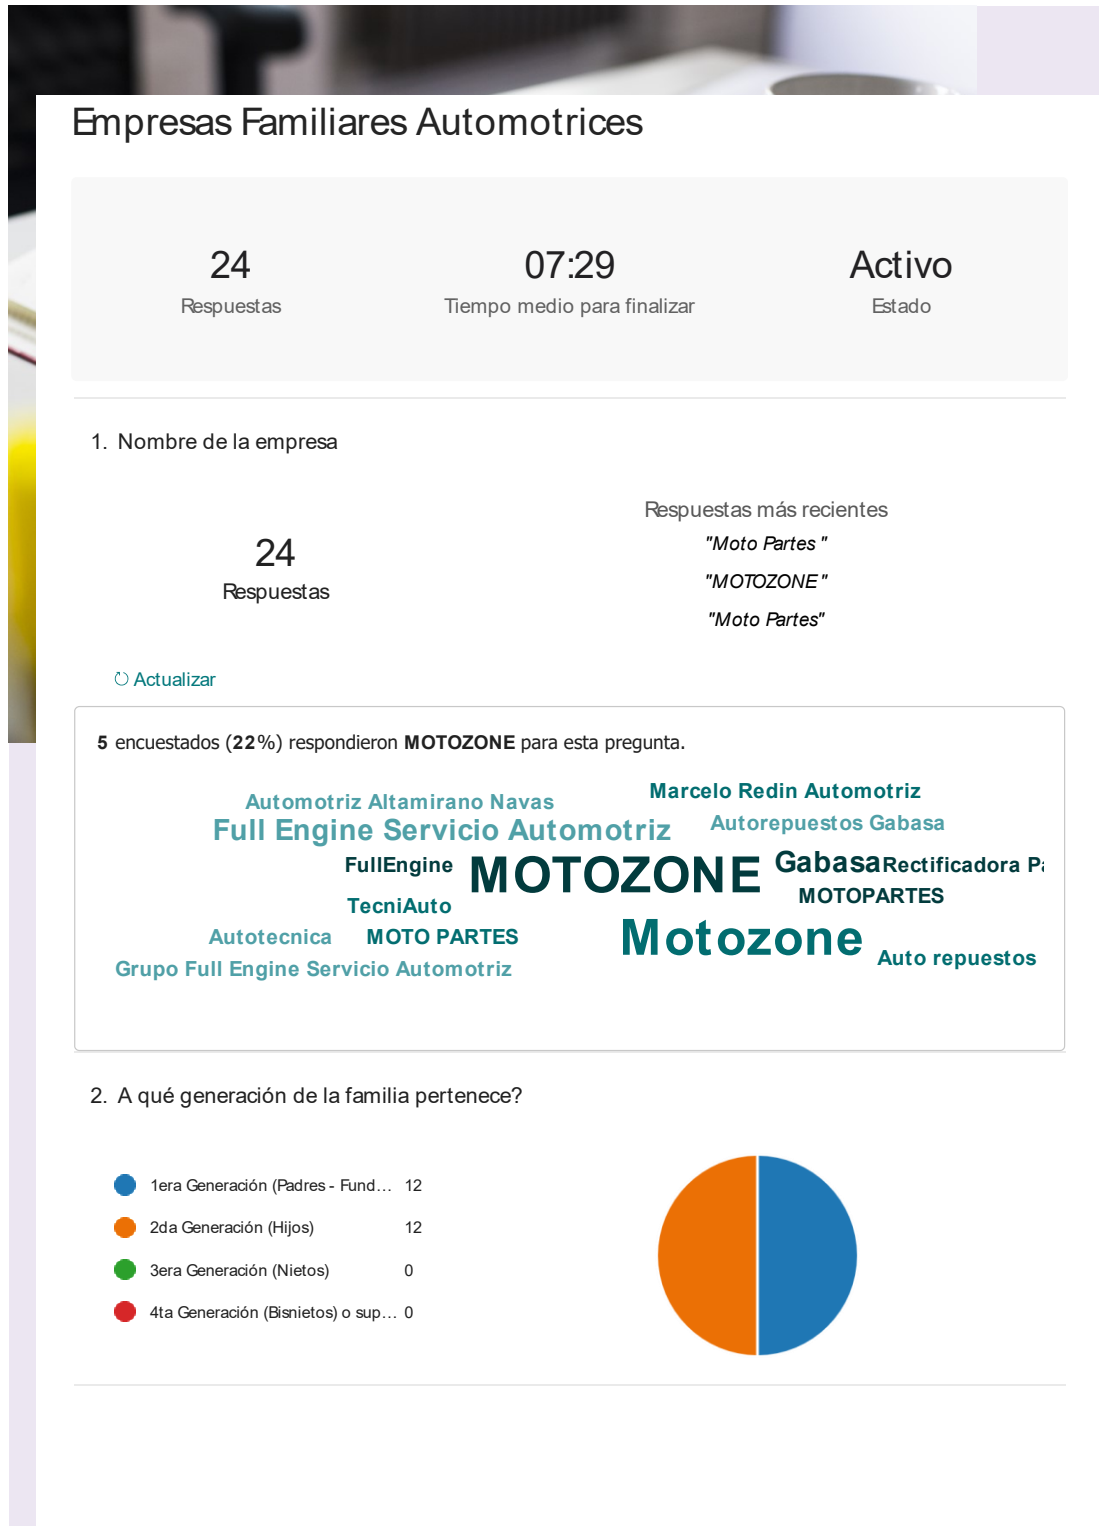 Empresas Familiares Automotrices
24
Respuestas
07:29
Tiempo medio para finalizar
Activo
Estado
1. Nombre de la empresa
24
Respuestas
Respuestas más recientes
"Moto Partes "
"MOTOZONE"
"Moto Partes"
Actualizar
5 encuestados (22%) respondieron MOTOZONE para esta pregunta.
Automotriz Altamirano Navas
Marcelo Redin Automotriz
Full Engine Servicio Automotriz
Autorepuestos Gabasa
FullEngine
MOTOZONE
Gabasa
Rectificadora
MOTOPARTES
TecniAuto
Autotecnica
MOTO PARTES
Motozone
Auto repuestos
Grupo Full Engine Servicio Automotriz
2. A qué generación de la familia pertenece?
1era Generación (Padres - Fund... 12
2da Generación (Hijos) 12
3era Generación (Nietos) 0
4ta Generación (Bisnietos) o sup... 0